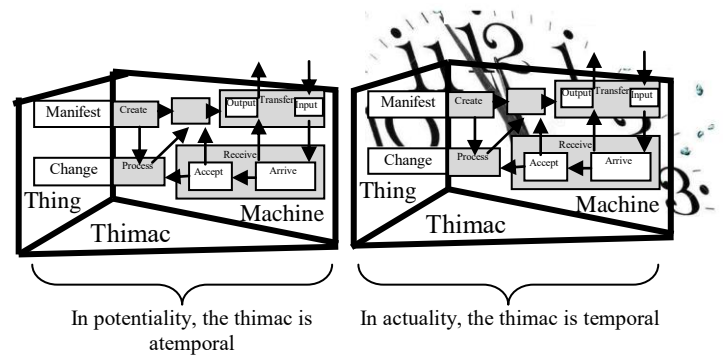 Manifest
Create
Output
Transfer
Input
Change
Process
Receive
Accept
Arrive
Thing
Machine
Thimac
In potentiality, the thimac is
atemporal
12
3
Manifest
Create
Output
Transfer
Input
Change
Process
Receive
Accept
Arrive
Thing
Machine
Thimac
In actuality, the thimac is temporal